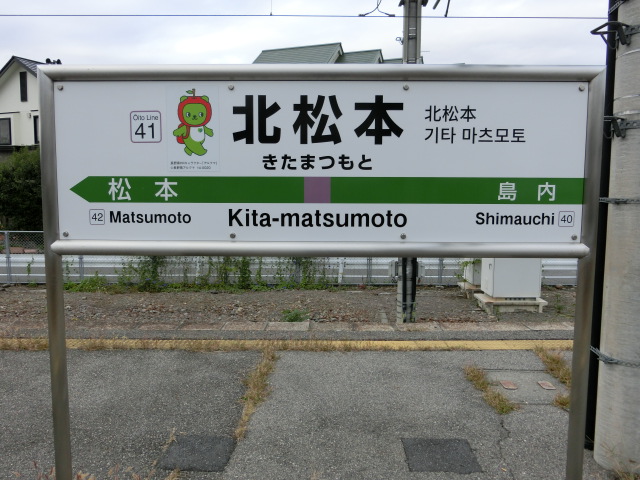 Oito Line
41
北松本
きたまつもと
北松本
기타 마츠모토
松本
島内
42 Matsumoto
Kita-matsumoto
Shimauchi 40